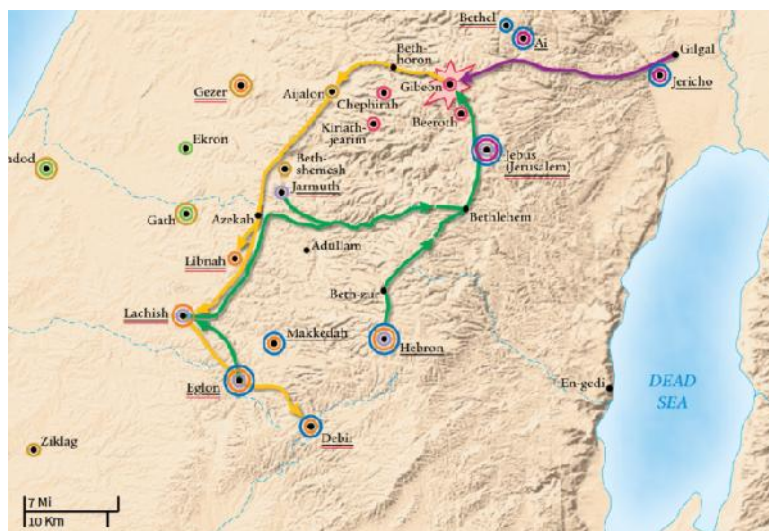 Bethel
Ai
Gilgal
Beth-
horon
Gezer
Aijalon
Gibeon
Jericho
Chephirah
Beeroth
Kiriath-
jearim
Ekron
Jebus
(Jerusalem)
ndod
Beth-
shemesh
Jarmuth
Gath
Azekah
Bethlehem
Adullam
Libnah
Beth-zur
Lachish
Makkedah
Hebron
Eglon
En-gedi
DEAD
SEA
Debir
Ziklag
7 Mi
10 Km